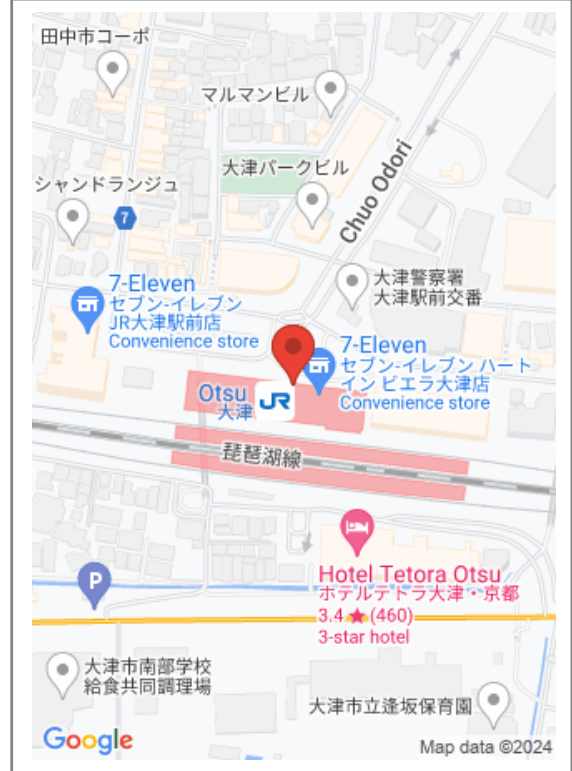 田中市コーポ
マルマンビル
大津パークビル
Chuo Odori
シャンドランジュ
7
大津警察署
大津駅前交番
7-Eleven
セブン-イレブン
JR大津駅前店
Convenience store
7-Eleven
セブン-イレブン ハート
イン ビエラ大津店
Convenience store
Otsu
大津
JR
琵琶湖線
Hotel Tetora Otsu
ホテルテトラ大津・京都
3.4 ★ (460)
3-star hotel
P
大津市南部学校
給食共同調理場
大津市立逢坂保育園
Google
Map data ©2024